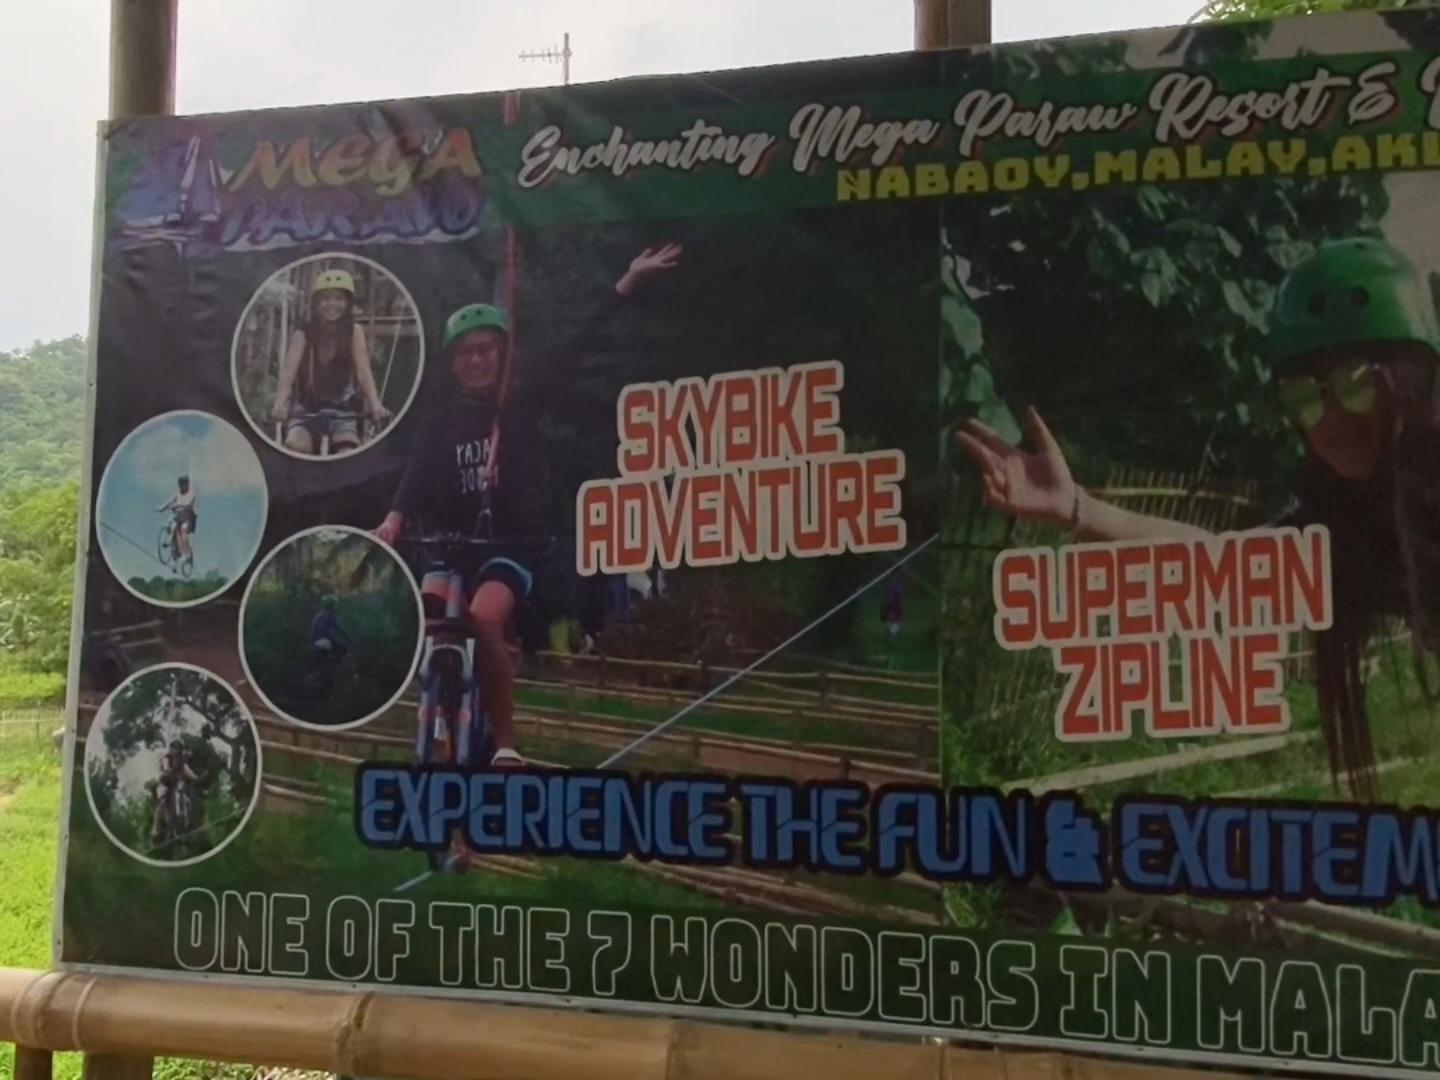 MEGA
PARAW
Enchanting Mega Paraw Resort &
NABAOY, MALAY, AKL
SKYBIKE
ADVENTURE
SUPERMAN
ZIPLINE
EXPERIENCE THE FUN & EXCITEM
ONE OF THE 7 WONDERS IN MALA